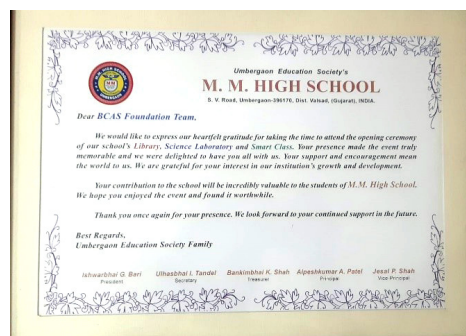 Umbergaon Education Society's
M. M. HIGH SCHOOL
S. V. Road, Umbergaon-396170, Dist. Valsad, (Gujarat), INDIA.
Dear BCAS Foundation Team,
We would like to express our heartfelt gratitude for taking the time to attend the opening ceremony
of our school's Library, Science Laboratory and Smart Class. Your presence made the event truly
memorable and we were delighted to have you all with us. Your support and encouragement mean
the world to us. We are grateful for your interest in our institution's growth and development.
Your contribution to the school will be incredibly valuable to the students of M.M. High School.
We hope you enjoyed the event and found it worthwhile.
Thank you once again for your presence. We look forward to your continued support in the future.
Best Regards,
Umbergaon Education Society Family
Ishwarbhai G. Bari Ulhasbhai I. Tandel Bankimbhai K. Shah Alpeshkumar A. Patel Jesal P. Shah
President Secretary Treasurer Principal Vice Principal